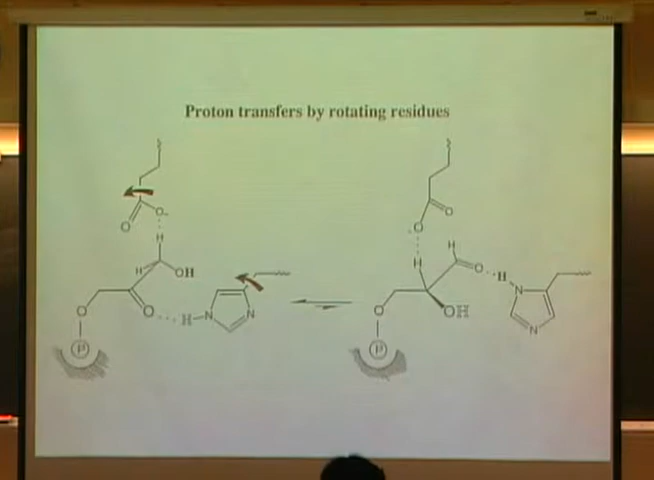 Proton transfers by rotating residues
O O-
H
H OH
O O H-N N
P
O
-O
H H
O H
O OH N N
P